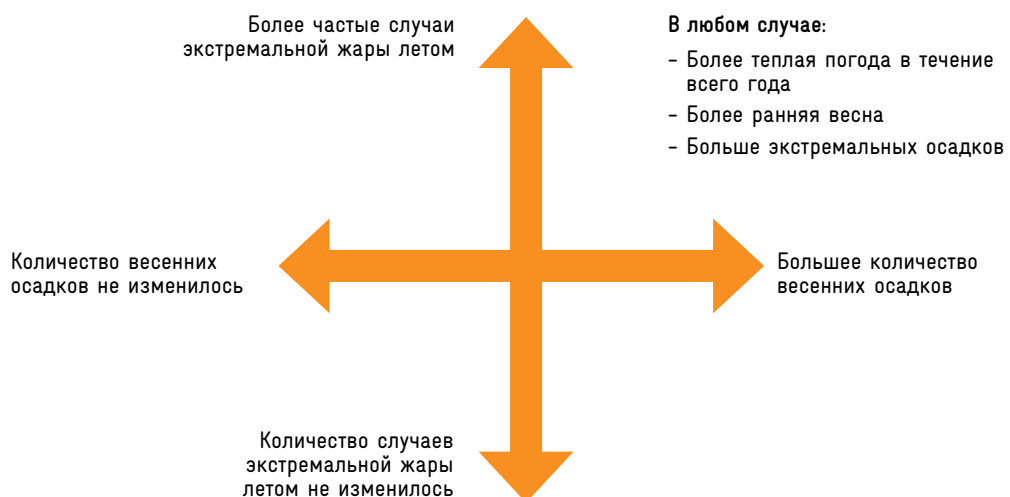 Более частые случаи
экстремальной жары летом
В любом случае:
– Более теплая погода в течение
всего года
– Более ранняя весна
– Больше экстремальных осадков
Количество весенних
осадков не изменилось
Большее количество
весенних осадков
Количество случаев
экстремальной жары
летом не изменилось